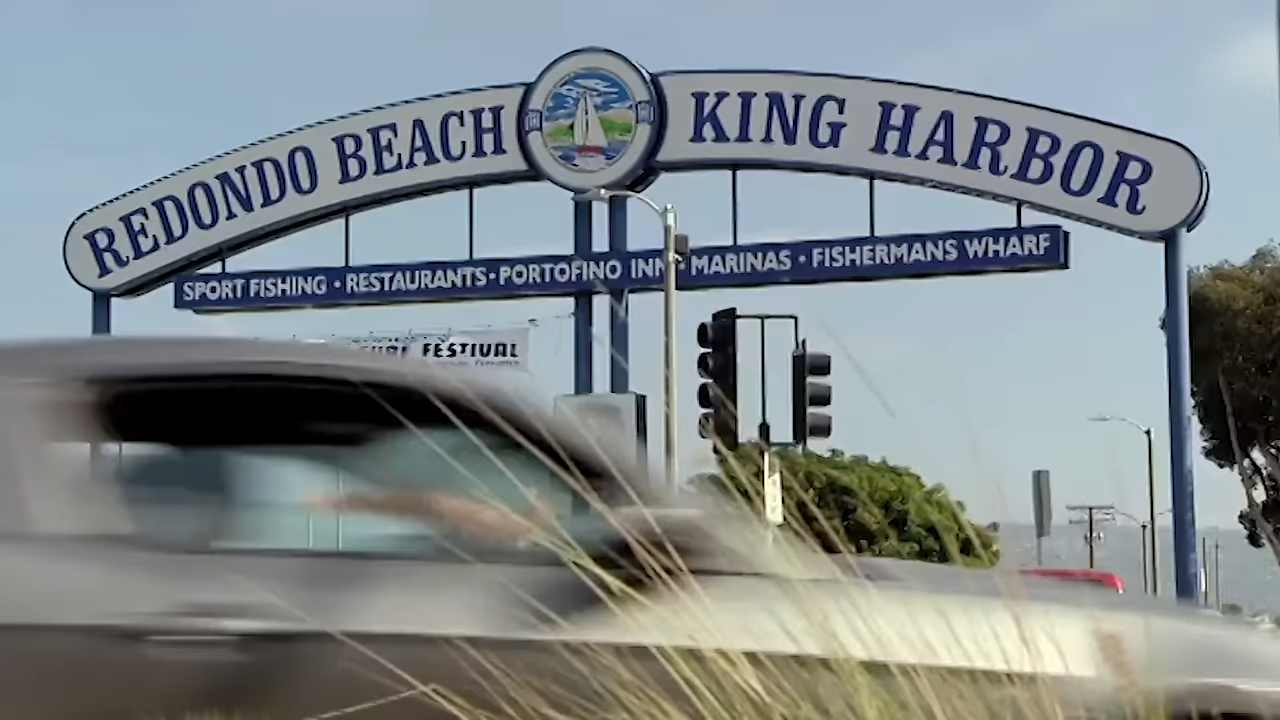 REDONDO BEACH KING HARBOR
SPORT FISHING • RESTAURANTS • PORTOFINO INN • MARINAS • FISHERMANS WHARF
FESTIVAL